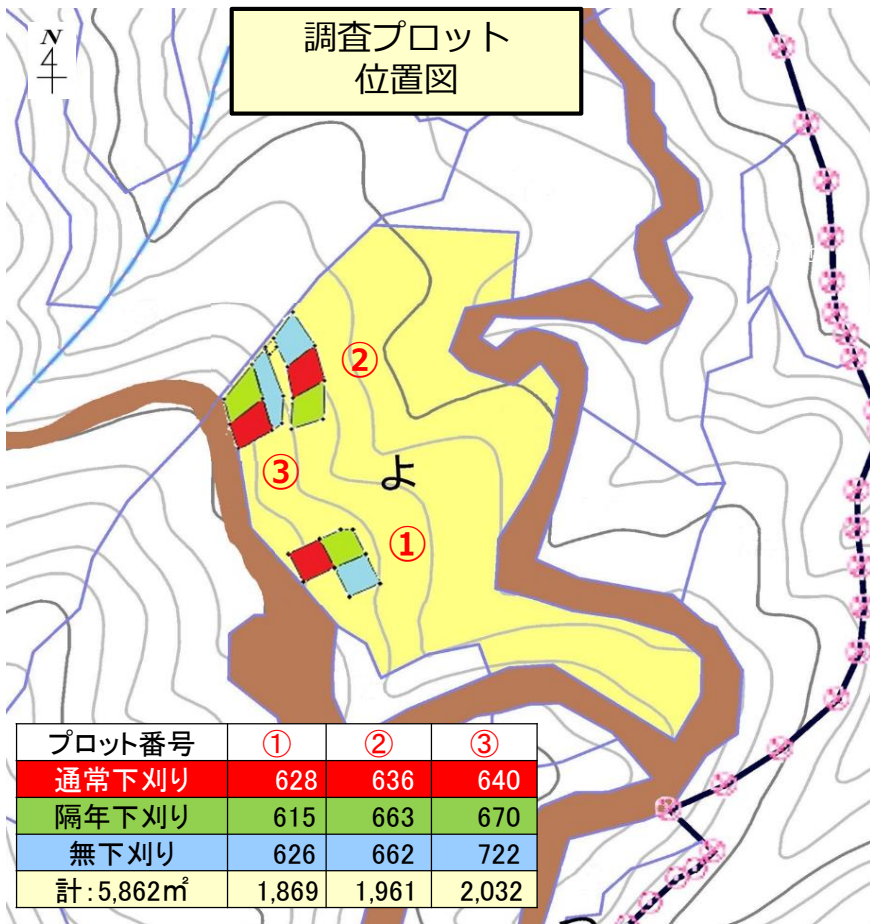 調査プロット
位置図
N
②
③
よ
①
プロット番号 ① ② ③
通常下刈り 628 636 640
隔年下刈り 615 663 670
無下刈り 626 662 722
計:5,862㎡ 1,869 1,961 2,032